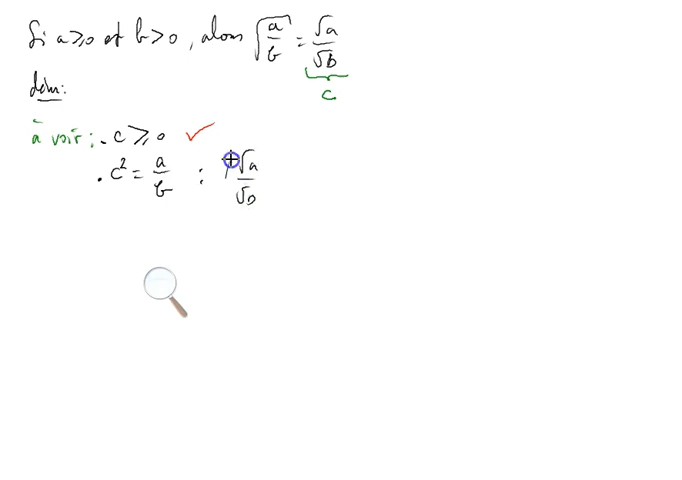 Si a ⩾ 0 et b > 0, alors √(a/b) = √a/√b
c
dém:
à voir: . c ⩾ 0 ✓
. c² = a/b : (√a/√b